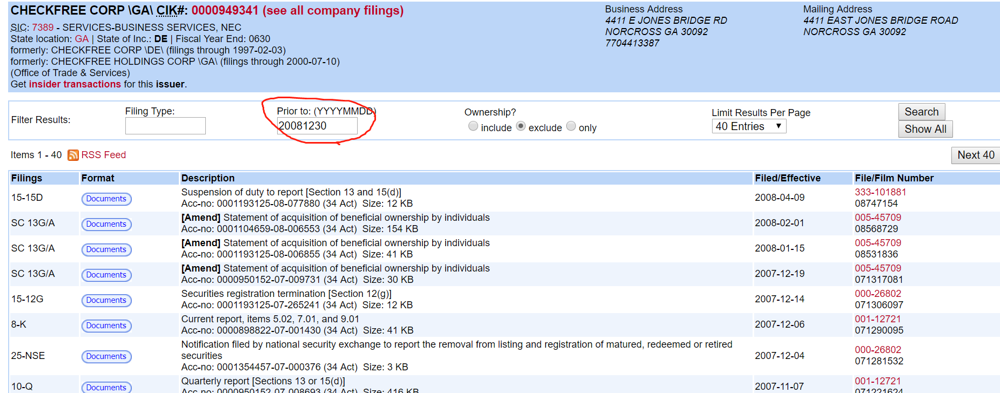 CHECKFREE CORP \GA\ CIK#: 0000949341 (see all company filings)
SIC: 7389 - SERVICES-BUSINESS SERVICES, NEC
State location: GA | State of Inc.: DE | Fiscal Year End: 0630
formerly: CHECKFREE CORP \DE\ (filings through 1997-02-03)
formerly: CHECKFREE HOLDINGS CORP \GA\ (filings through 2000-07-10)
(Office of Trade & Services)
Get insider transactions for this issuer.
Business Address
4411 E JONES BRIDGE RD
NORCROSS GA 30092
7704413387
Mailing Address
4411 EAST JONES BRIDGE ROAD
NORCROSS GA 30092
Filter Results:
Filing Type:
Prior to: (YYYYMMDD)
20081230
Ownership?
include exclude only
Limit Results Per Page
40 Entries
Search
Show All
Items 1 - 40 RSS Feed
Next 40
Filings Format Description Filed/Effective File/Film Number
15-15D Documents Suspension of duty to report [Section 13 and 15(d)] 2008-04-09 333-101881
Acc-no: 0001193125-08-077880 (34 Act) Size: 12 KB 08747154
SC 13G/A Documents [Amend] Statement of acquisition of beneficial ownership by individuals 2008-02-01 005-45709
Acc-no: 0001104659-08-006553 (34 Act) Size: 154 KB 08568729
SC 13G/A Documents [Amend] Statement of acquisition of beneficial ownership by individuals 2008-01-15 005-45709
Acc-no: 0001193125-08-006855 (34 Act) Size: 41 KB 08531836
SC 13G/A Documents [Amend] Statement of acquisition of beneficial ownership by individuals 2007-12-19 005-45709
Acc-no: 0000950152-07-009731 (34 Act) Size: 30 KB 071317081
15-12G Documents Securities registration termination [Section 12(g)] 2007-12-14 000-26802
Acc-no: 0001193125-07-265241 (34 Act) Size: 12 KB 071306097
8-K Documents Current report, items 5.02, 7.01, and 9.01 2007-12-06 001-12721
Acc-no: 0000898822-07-001430 (34 Act) Size: 41 KB 071290095
25-NSE Documents Notification filed by national security exchange to report the removal from listing and registration of matured, redeemed or retired 2007-12-04 000-26802
securities 071281532
Acc-no: 0001354457-07-000376 (34 Act) Size: 3 KB
10-Q Documents Quarterly report [Sections 13 or 15(d)] 2007-11-07 001-12721
Acc-no: 0000950152-07-008693 (34 Act) Size: 416 KB 071221624